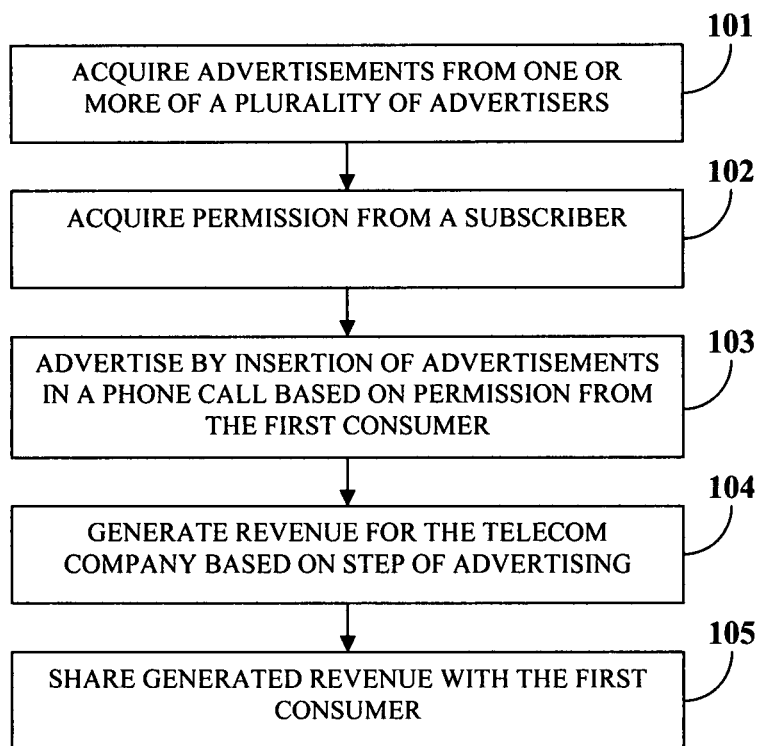 101
ACQUIRE ADVERTISEMENTS FROM ONE OR
MORE OF A PLURALITY OF ADVERTISERS
102
ACQUIRE PERMISSION FROM A SUBSCRIBER
103
ADVERTISE BY INSERTION OF ADVERTISEMENTS
IN A PHONE CALL BASED ON PERMISSION FROM
THE FIRST CONSUMER
104
GENERATE REVENUE FOR THE TELECOM
COMPANY BASED ON STEP OF ADVERTISING
105
SHARE GENERATED REVENUE WITH THE FIRST
CONSUMER